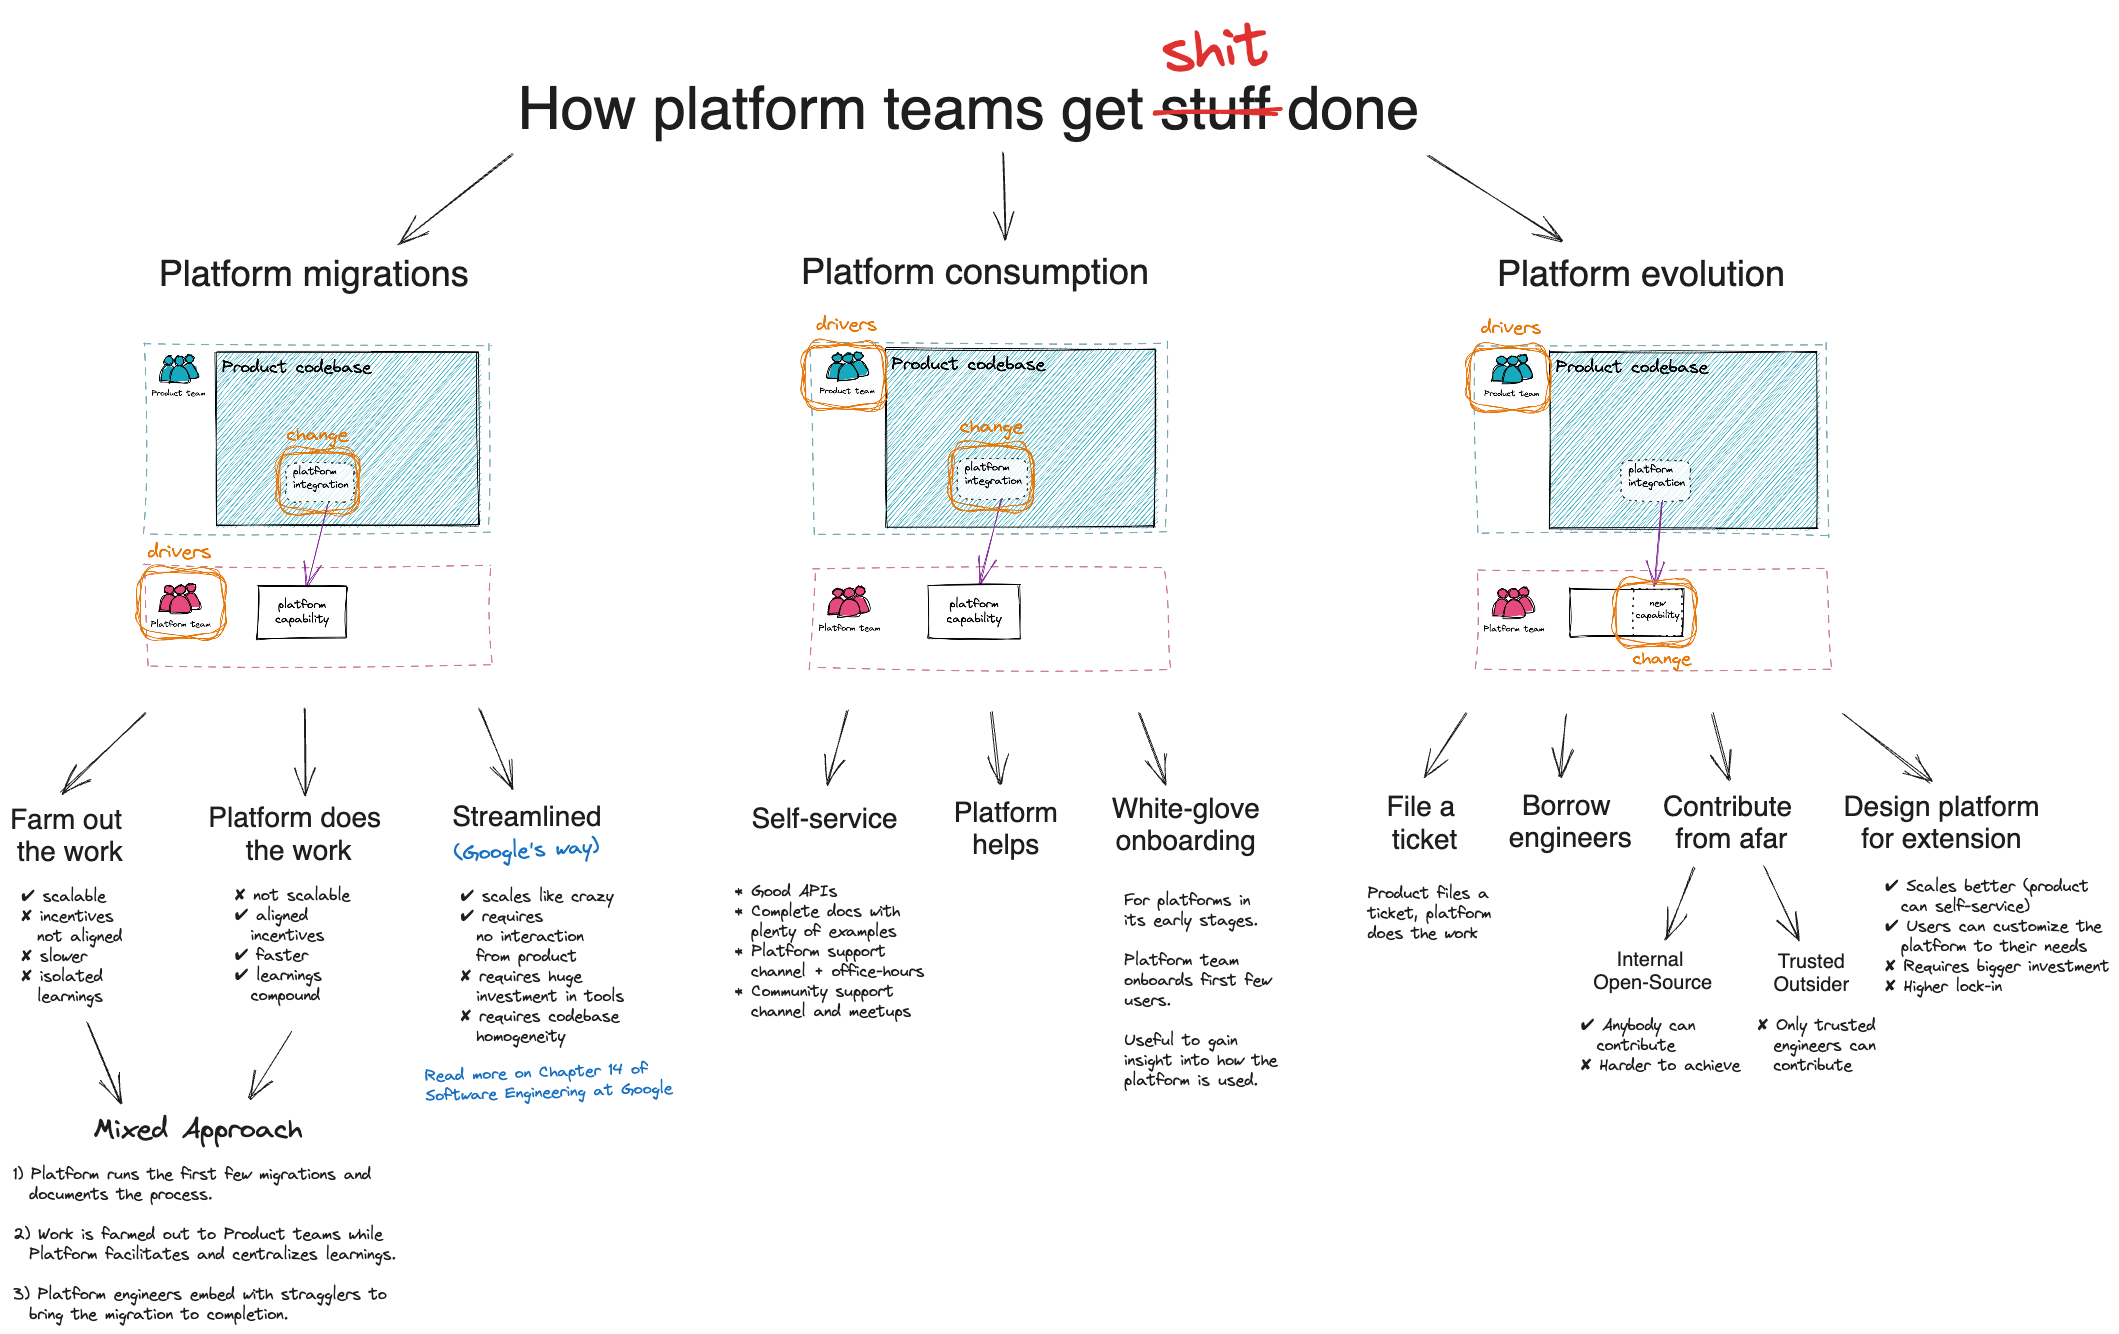 shit
How platform teams get stuff done
Platform migrations
Product team
Product codebase
change
platform
integration
drivers
Platform team
platform
capability
Farm out
the work
✔ scalable
✘ incentives
not aligned
✘ slower
✘ isolated
learnings
Platform does
the work
✘ not scalable
✔ aligned
incentives
✔ faster
✔ learnings
compound
Streamlined
(Google's way)
✔ scales like crazy
✔ requires
no interaction
from product
✘ requires huge
investment in tools
✘ requires codebase
homogeneity
Read more on Chapter 14 of
Software Engineering at Google
Mixed Approach
1) Platform runs the first few migrations and
documents the process.
2) Work is farmed out to Product teams while
Platform facilitates and centralizes learnings.
3) Platform engineers embed with stragglers to
bring the migration to completion.
Platform consumption
drivers
Product team
Product codebase
change
platform
integration
Platform team
platform
capability
Self-service
* Good APIs
* Complete docs with
plenty of examples
* Platform support
channel + office-hours
* Community support
channel and meetups
Platform
helps
White-glove
onboarding
For platforms in
its early stages.
Platform team
onboards first few
users.
Useful to gain
insight into how the
platform is used.
Platform evolution
drivers
Product team
Product codebase
platform
integration
Platform team
new
capability
change
File a
ticket
Product files a
ticket, platform
does the work
Borrow
engineers
Contribute
from afar
Internal
Open-Source
✔ Anybody can
contribute
✘ Harder to achieve
Trusted
Outsider
✘ Only trusted
engineers can
contribute
Design platform
for extension
✔ Scales better (product
can self-service)
✔ Users can customize the
platform to their needs
✘ Requires bigger investment
✘ Higher lock-in